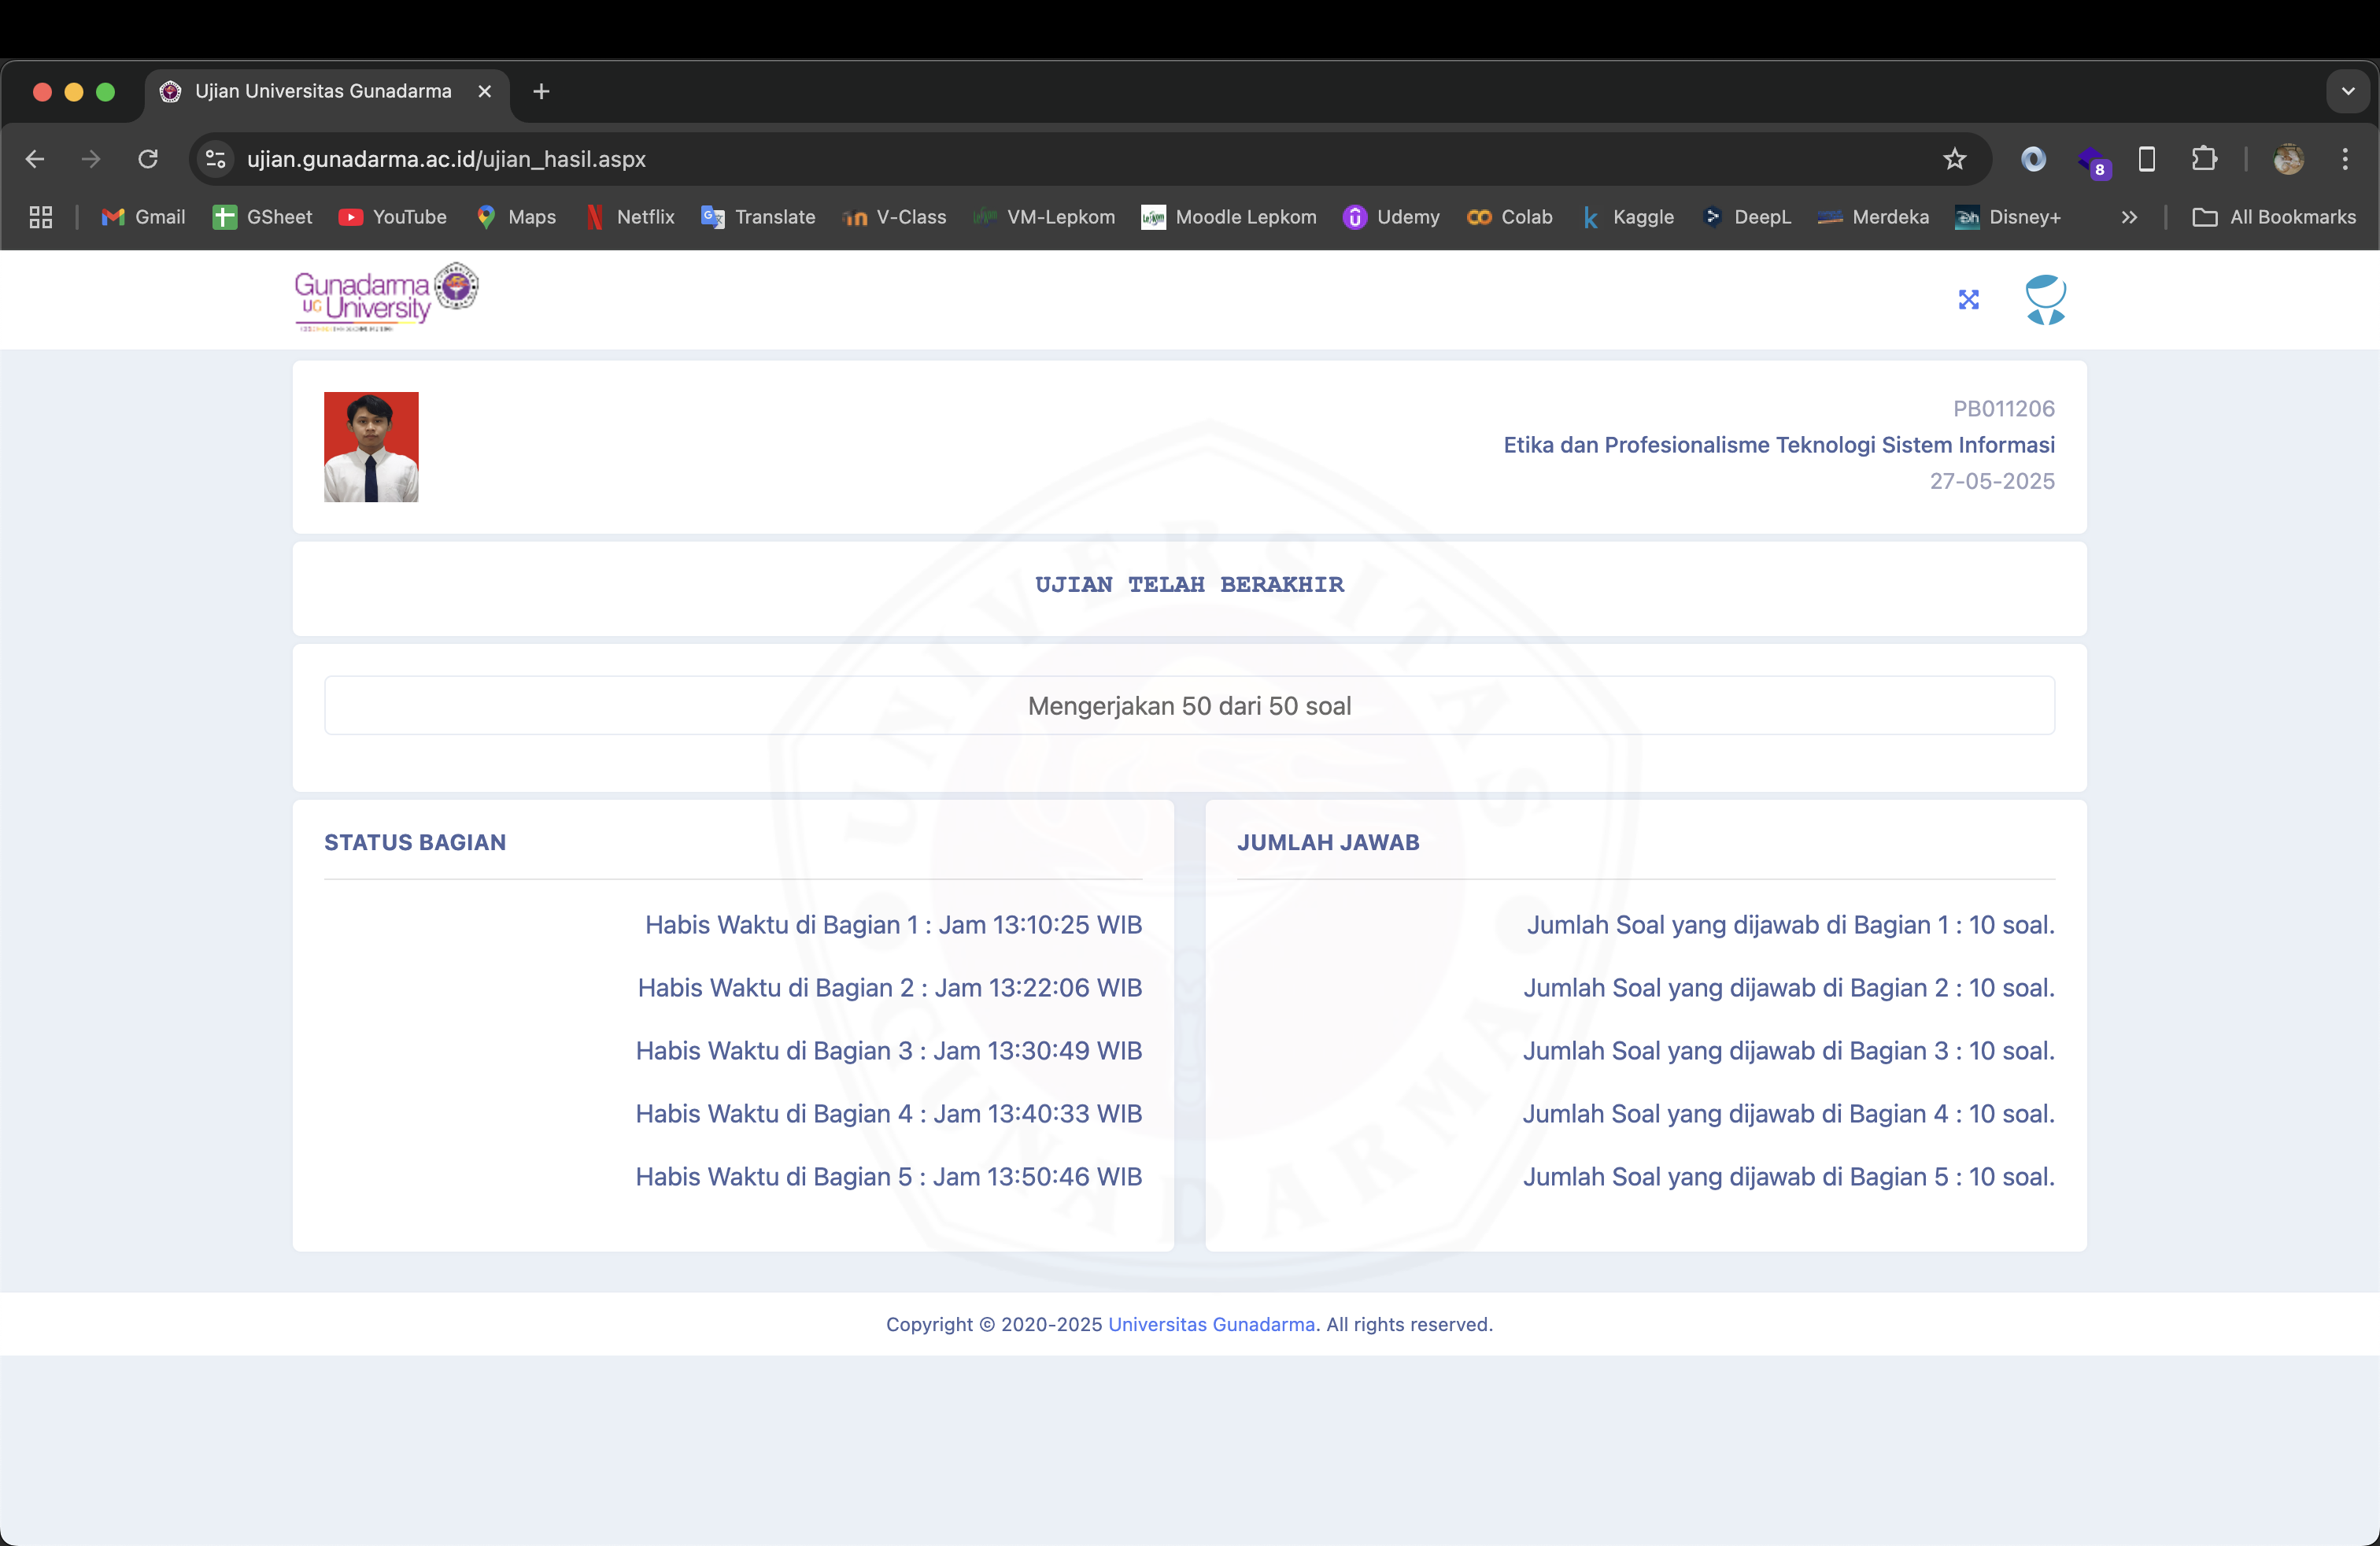 Ujian Universitas Gunadarma
ujian.gunadarma.ac.id/ujian_hasil.aspx
8
Gmail GSheet YouTube Maps Netflix Translate V-Class VM-Lepkom Moodle Lepkom Udemy Colab Kaggle DeepL Merdeka Disney+ All Bookmarks
Gunadarma
UG University
PB011206
Etika dan Profesionalisme Teknologi Sistem Informasi
27-05-2025
UJIAN TELAH BERAKHIR
Mengerjakan 50 dari 50 soal
STATUS BAGIAN
Habis Waktu di Bagian 1 : Jam 13:10:25 WIB
Habis Waktu di Bagian 2 : Jam 13:22:06 WIB
Habis Waktu di Bagian 3 : Jam 13:30:49 WIB
Habis Waktu di Bagian 4 : Jam 13:40:33 WIB
Habis Waktu di Bagian 5 : Jam 13:50:46 WIB
JUMLAH JAWAB
Jumlah Soal yang dijawab di Bagian 1 : 10 soal.
Jumlah Soal yang dijawab di Bagian 2 : 10 soal.
Jumlah Soal yang dijawab di Bagian 3 : 10 soal.
Jumlah Soal yang dijawab di Bagian 4 : 10 soal.
Jumlah Soal yang dijawab di Bagian 5 : 10 soal.
UNIVERSITAS GUNADARMA
Copyright © 2020-2025 Universitas Gunadarma. All rights reserved.